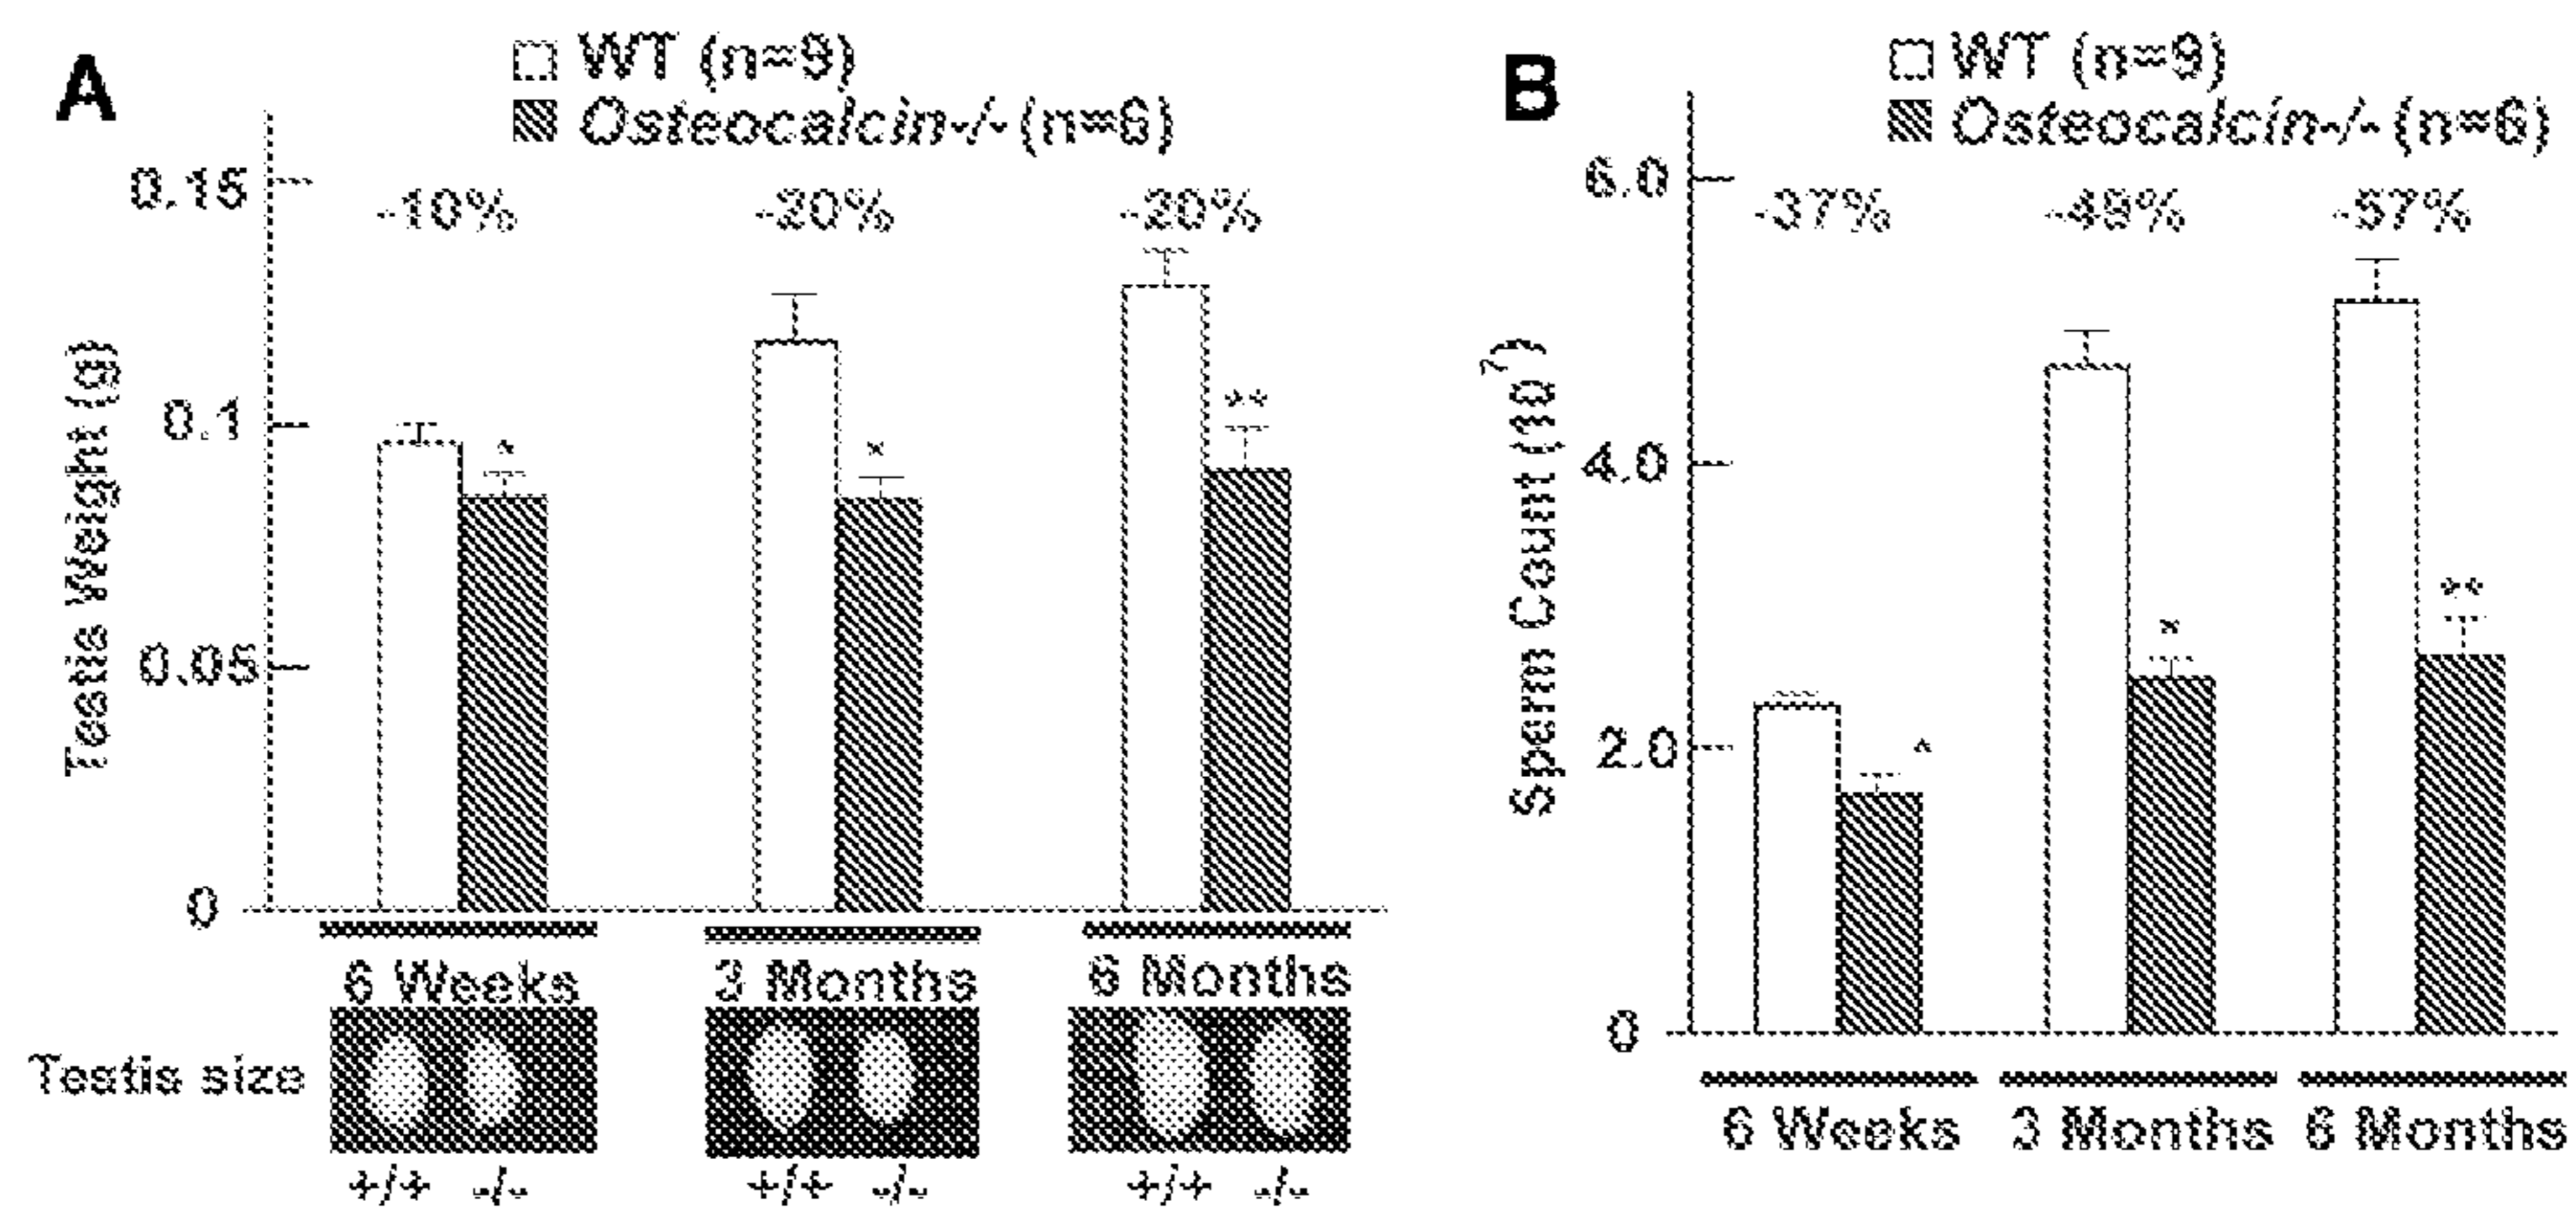 A
WT (n=9)
Osteocalcin-/- (n=6)
0.15
-10%
-20%
-20%
0.1
0.05
0
Testis Weight (g)
*
*
**
6 Weeks
3 Months
6 Months
Testis size
+/+ -/-
+/+ -/-
+/+ -/-
B
WT (n=9)
Osteocalcin-/- (n=6)
6.0
-37%
-49%
-57%
4.0
2.0
0
Sperm Count (10⁷)
*
*
**
6 Weeks
3 Months
6 Months